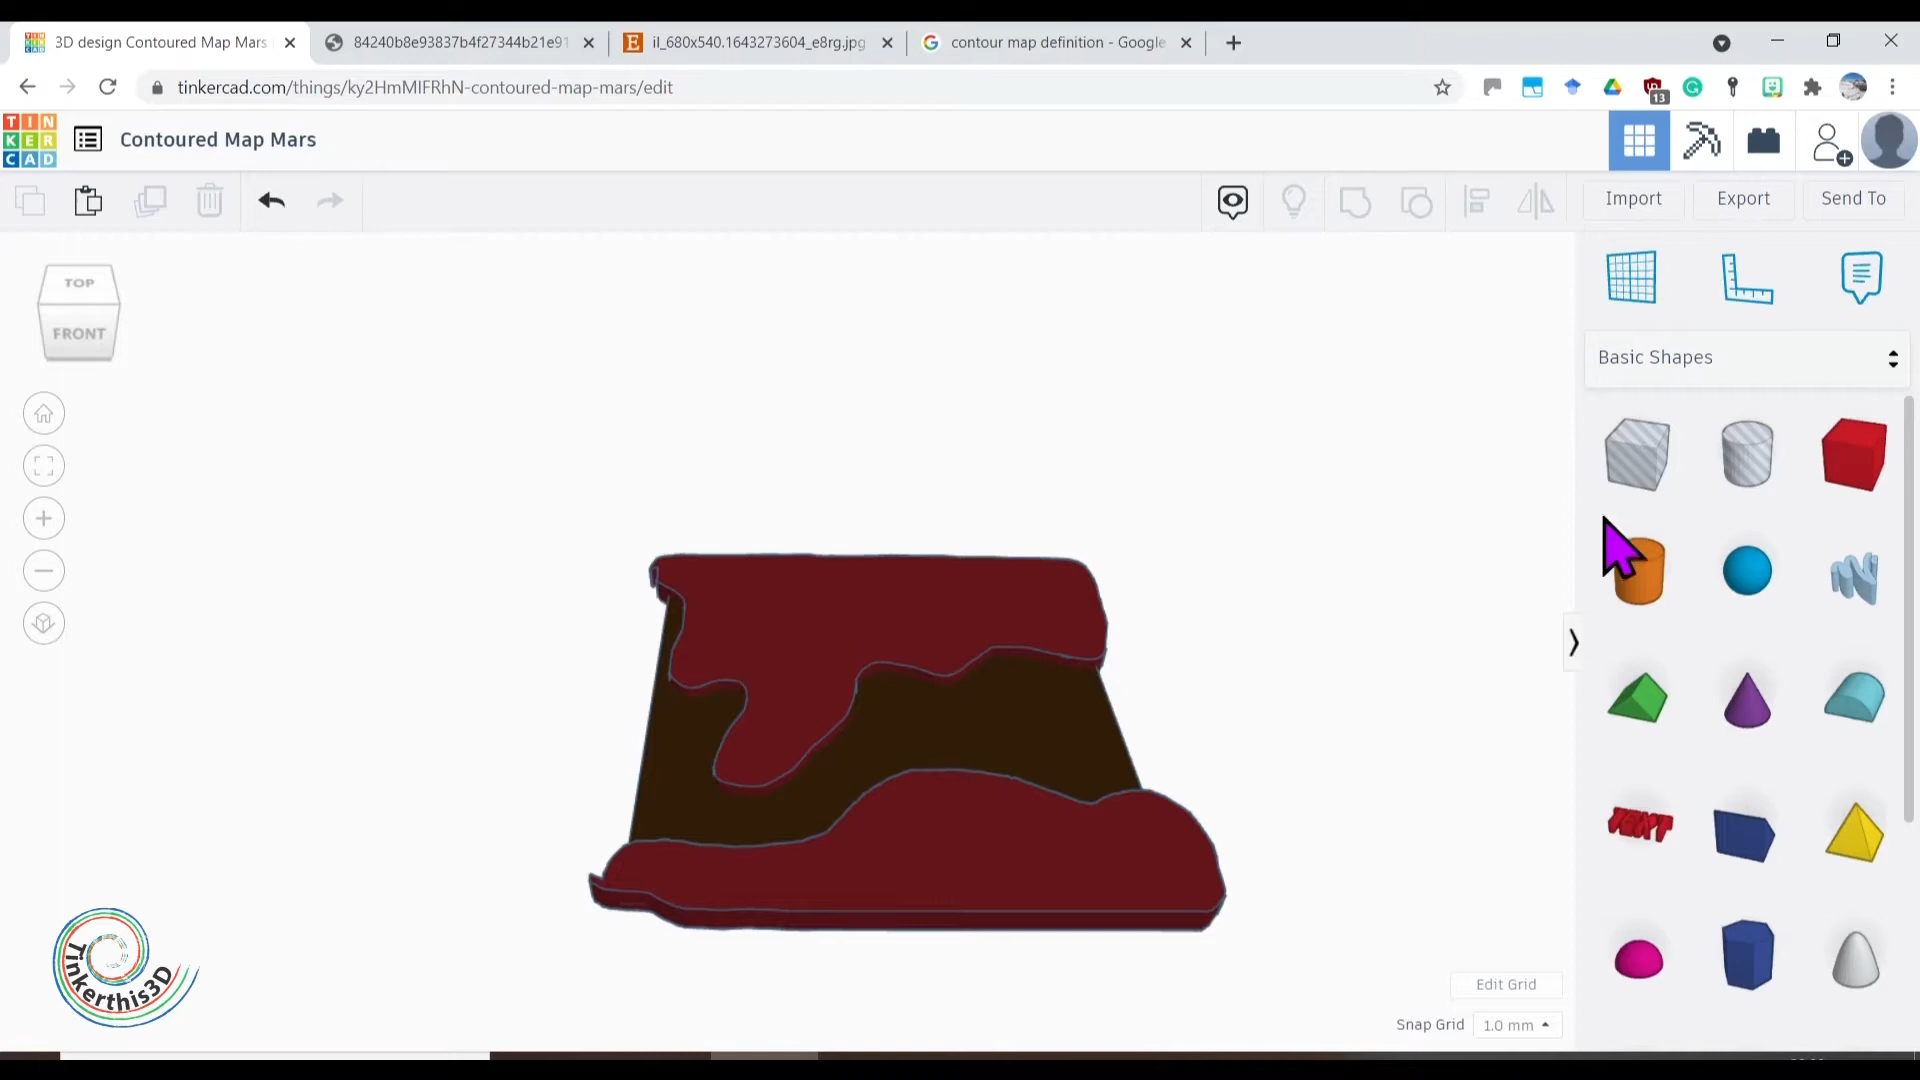 3D design Contoured Map Mars
84240b8e93837b4f27344b21e91
il_680x540.1643273604_e8rg.jpg
contour map definition - Google
tinkercad.com/things/ky2HmMIFRhN-contoured-map-mars/edit
13
TIN
KER
CAD
Contoured Map Mars
Import
Export
Send To
TOP
FRONT
Basic Shapes
TEXT
Tinkerthis3D
Edit Grid
Snap Grid
1.0 mm